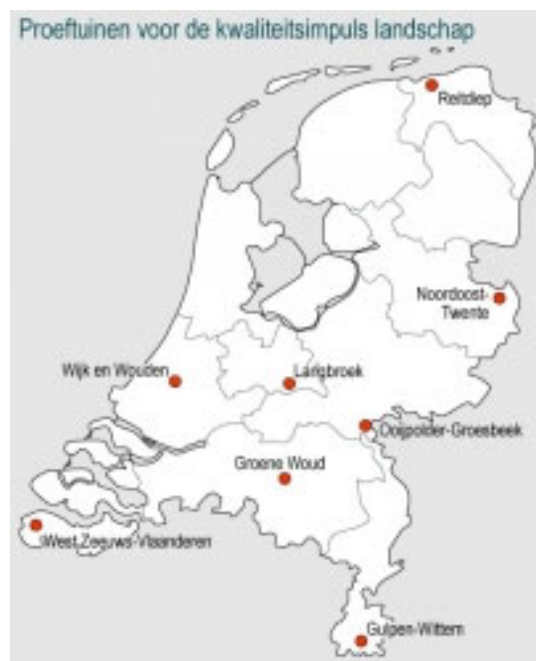 Proeftuinen voor de kwaliteitsimpuls landschap
Reitdiep
Noordoost-
Twente
Wijk en Wouden
Langbroek
Ooijpolder-Groesbeek
Groene Woud
West Zeeuws-Vlaanderen
Gulpen-Wittem